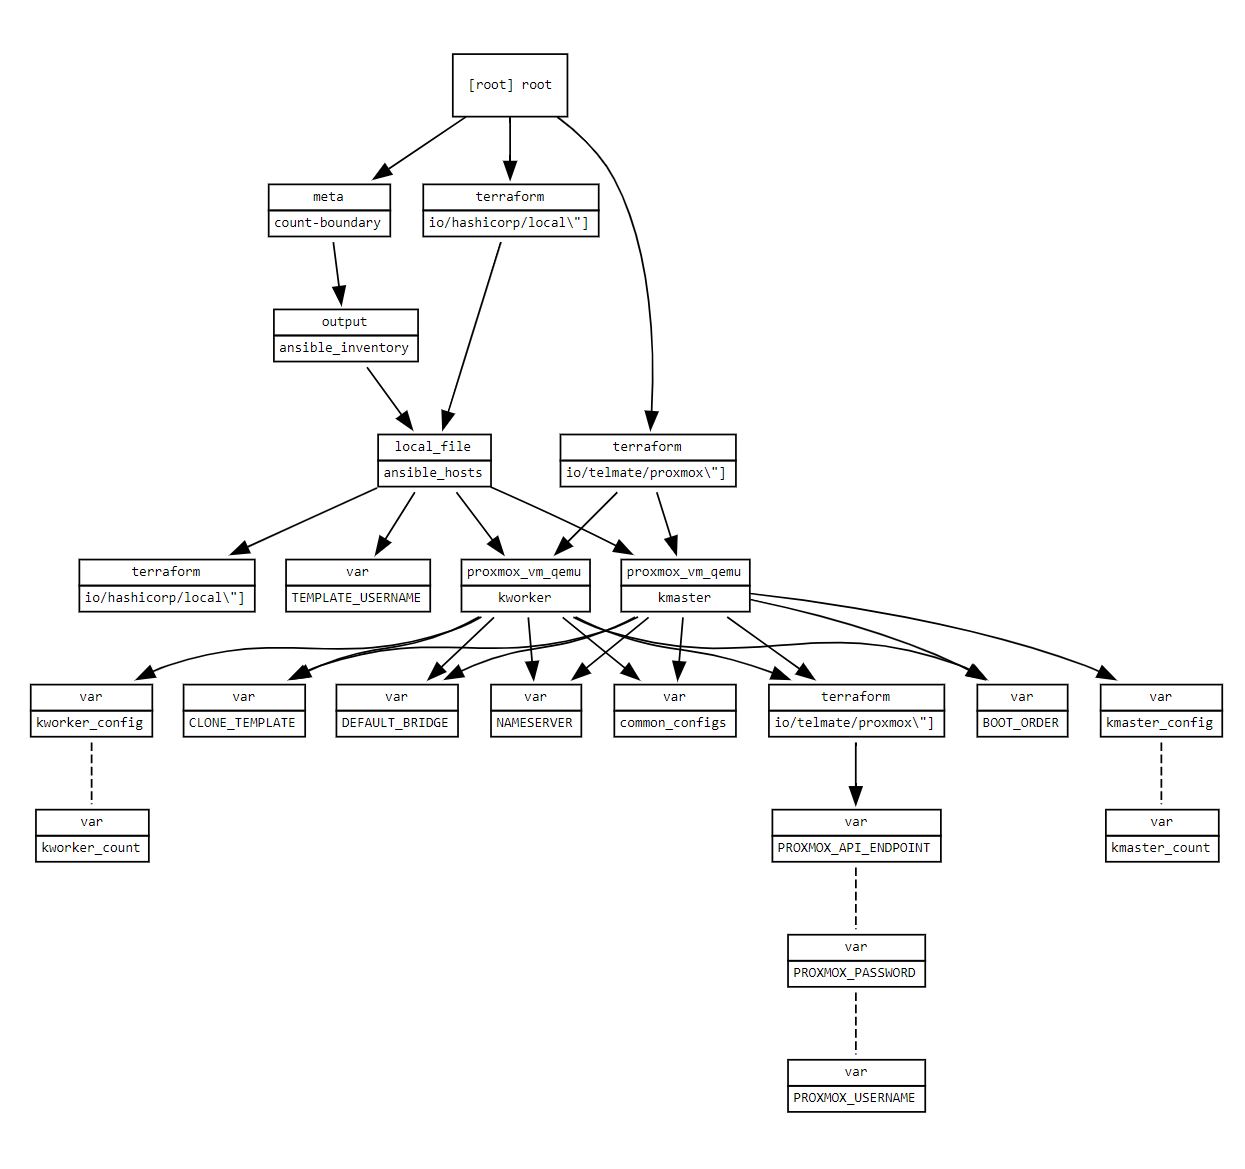 [root] root
meta
count-boundary
terraform
io/hashicorp/local\"]
output
ansible_inventory
local_file
ansible_hosts
terraform
io/telmate/proxmox\"]
terraform
io/hashicorp/local\"]
var
TEMPLATE_USERNAME
proxmox_vm_qemu
kworker
proxmox_vm_qemu
kmaster
var
kworker_config
var
CLONE_TEMPLATE
var
DEFAULT_BRIDGE
var
NAMESERVER
var
common_configs
terraform
io/telmate/proxmox\"]
var
BOOT_ORDER
var
kmaster_config
var
kworker_count
var
PROXMOX_API_ENDPOINT
var
kmaster_count
var
PROXMOX_PASSWORD
var
PROXMOX_USERNAME